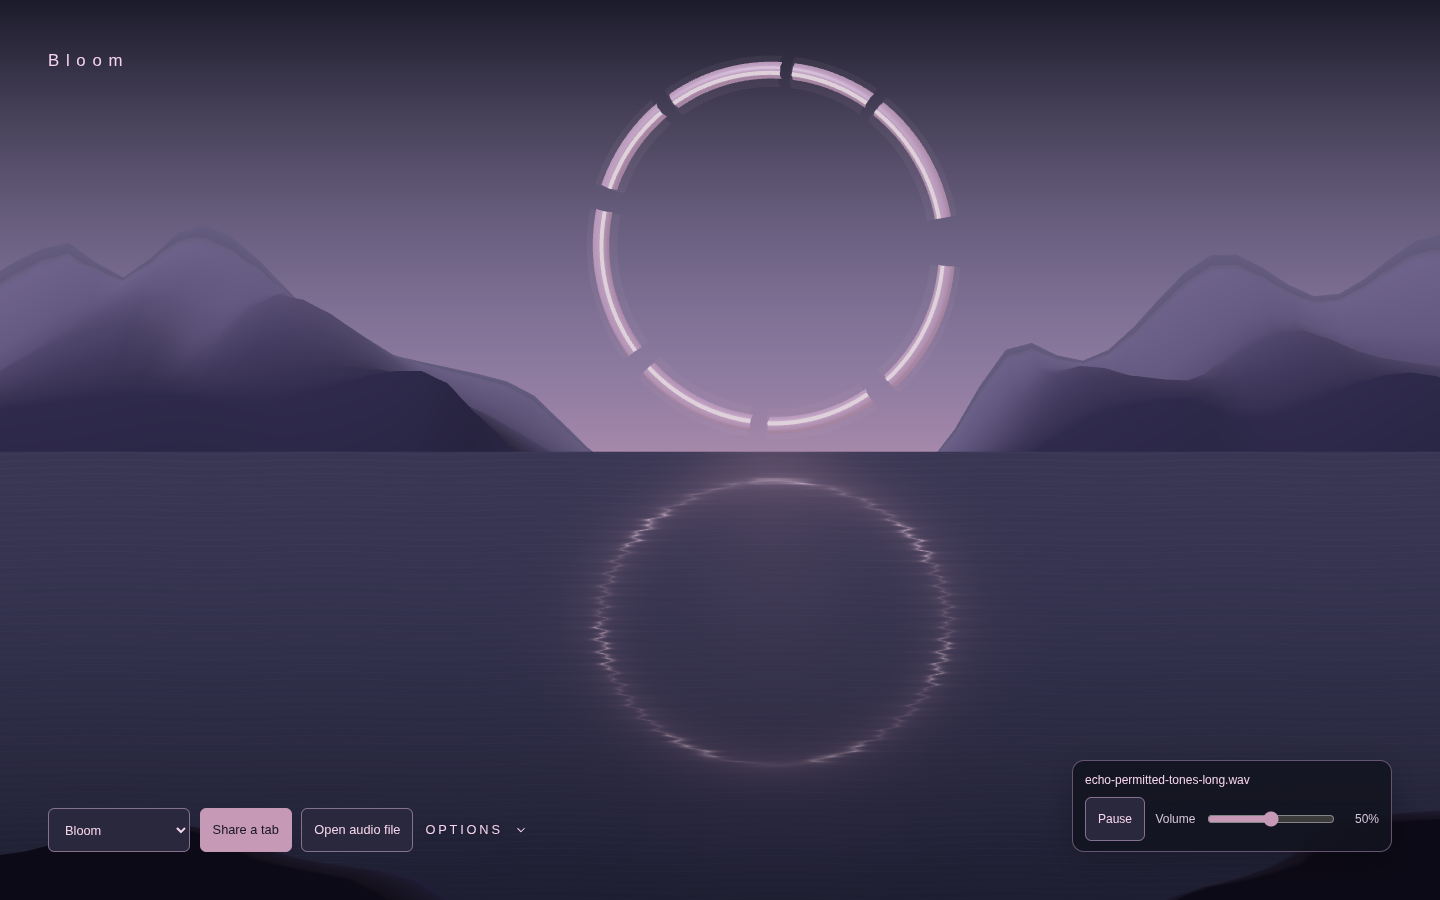 Bloom
Bloom
Share a tab
Open audio file
OPTIONS
echo-permitted-tones-long.wav
Pause
Volume
50%